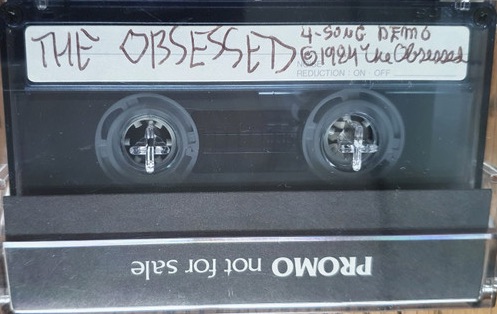 THE OBSESSED
4-SONG DEMO
©1984 The Obsessed
REDUCTION: ON OFF
PROMO not for sale